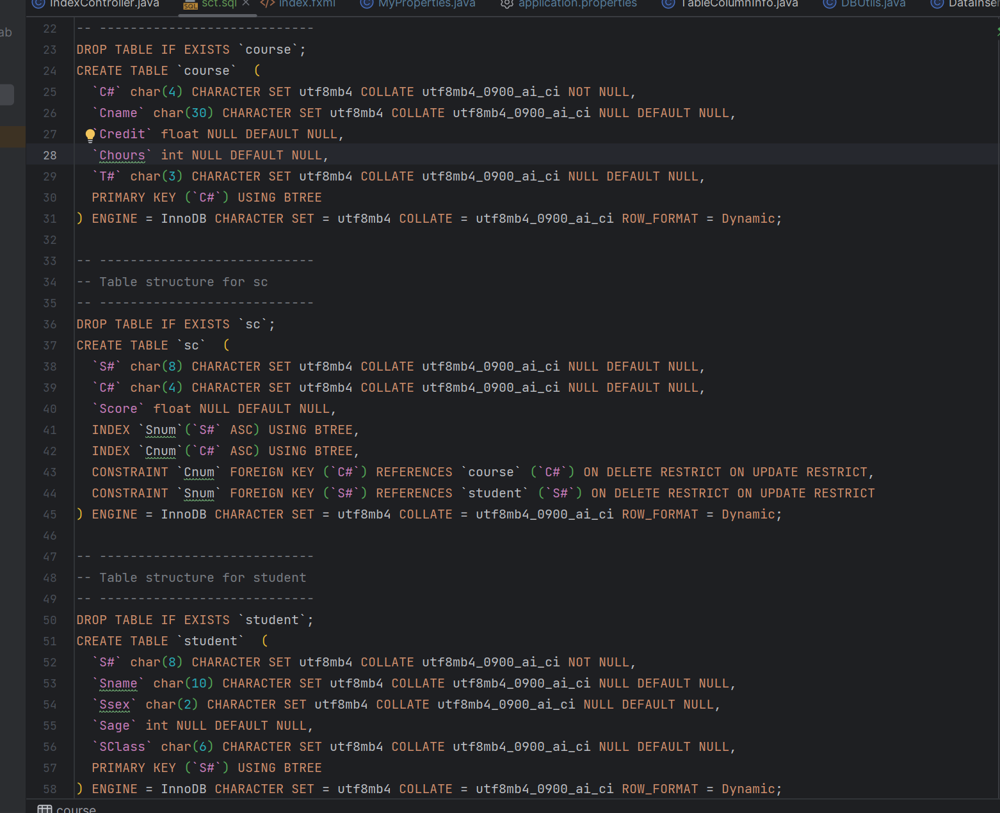 IndexController.java sct.sql index.fxml MyProperties.java application.properties TableColumnInfo.java DBUtils.java
ab
22 -- ----------------------------
23 DROP TABLE IF EXISTS `course`;
24 CREATE TABLE `course`  (
25   `C#` char(4) CHARACTER SET utf8mb4 COLLATE utf8mb4_0900_ai_ci NOT NULL,
26   `Cname` char(30) CHARACTER SET utf8mb4 COLLATE utf8mb4_0900_ai_ci NULL DEFAULT NULL,
27   `Credit` float NULL DEFAULT NULL,
28   `Chours` int NULL DEFAULT NULL,
29   `T#` char(3) CHARACTER SET utf8mb4 COLLATE utf8mb4_0900_ai_ci NULL DEFAULT NULL,
30   PRIMARY KEY (`C#`) USING BTREE
31 ) ENGINE = InnoDB CHARACTER SET = utf8mb4 COLLATE = utf8mb4_0900_ai_ci ROW_FORMAT = Dynamic;
32
33 -- ----------------------------
34 -- Table structure for sc
35 -- ----------------------------
36 DROP TABLE IF EXISTS `sc`;
37 CREATE TABLE `sc`  (
38   `S#` char(8) CHARACTER SET utf8mb4 COLLATE utf8mb4_0900_ai_ci NULL DEFAULT NULL,
39   `C#` char(4) CHARACTER SET utf8mb4 COLLATE utf8mb4_0900_ai_ci NULL DEFAULT NULL,
40   `Score` float NULL DEFAULT NULL,
41   INDEX `Snum`(`S#` ASC) USING BTREE,
42   INDEX `Cnum`(`C#` ASC) USING BTREE,
43   CONSTRAINT `Cnum` FOREIGN KEY (`C#`) REFERENCES `course` (`C#`) ON DELETE RESTRICT ON UPDATE RESTRICT,
44   CONSTRAINT `Snum` FOREIGN KEY (`S#`) REFERENCES `student` (`S#`) ON DELETE RESTRICT ON UPDATE RESTRICT
45 ) ENGINE = InnoDB CHARACTER SET = utf8mb4 COLLATE = utf8mb4_0900_ai_ci ROW_FORMAT = Dynamic;
46
47 -- ----------------------------
48 -- Table structure for student
49 -- ----------------------------
50 DROP TABLE IF EXISTS `student`;
51 CREATE TABLE `student`  (
52   `S#` char(8) CHARACTER SET utf8mb4 COLLATE utf8mb4_0900_ai_ci NOT NULL,
53   `Sname` char(10) CHARACTER SET utf8mb4 COLLATE utf8mb4_0900_ai_ci NULL DEFAULT NULL,
54   `Ssex` char(2) CHARACTER SET utf8mb4 COLLATE utf8mb4_0900_ai_ci NULL DEFAULT NULL,
55   `Sage` int NULL DEFAULT NULL,
56   `SClass` char(6) CHARACTER SET utf8mb4 COLLATE utf8mb4_0900_ai_ci NULL DEFAULT NULL,
57   PRIMARY KEY (`S#`) USING BTREE
58 ) ENGINE = InnoDB CHARACTER SET = utf8mb4 COLLATE = utf8mb4_0900_ai_ci ROW_FORMAT = Dynamic;
course